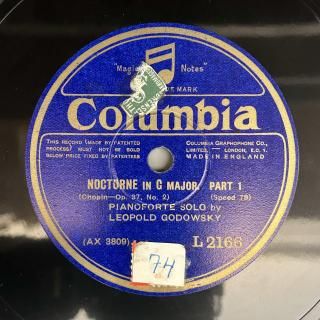 "Magic Notes"
TRADE MARK
Columbia
THIS RECORD (MADE BY PATENTED
PROCESS) MUST NOT BE SOLD
BELOW PRICE FIXED BY PATENTEES
COLUMBIA GRAPHOPHONE CO.,
LIMITED, — LONDON, E.C. 1.
MADE IN ENGLAND
NOCTURNE IN G MAJOR. PART 1
(Chopin—Op. 37, No. 2) (Speed 78)
PIANOFORTE SOLO by
LEOPOLD GODOWSKY
(AX 3809)
L 2166
74